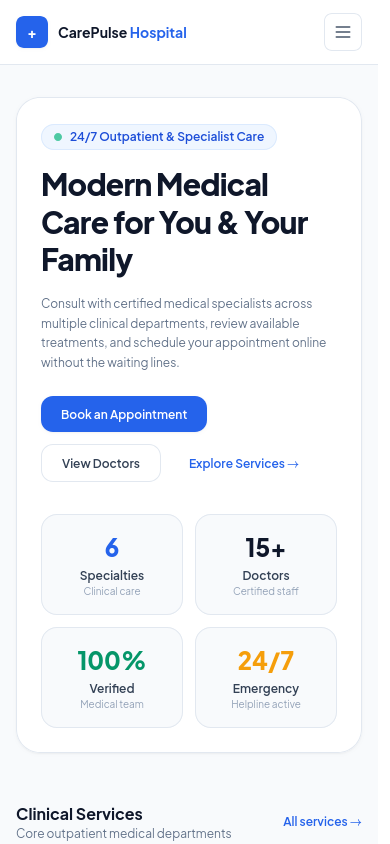 + CarePulse Hospital
24/7 Outpatient & Specialist Care
Modern Medical
Care for You & Your
Family
Consult with certified medical specialists across
multiple clinical departments, review available
treatments, and schedule your appointment online
without the waiting lines.
Book an Appointment
View Doctors Explore Services →
6
Specialties
Clinical care
15+
Doctors
Certified staff
100%
Verified
Medical team
24/7
Emergency
Helpline active
Clinical Services
Core outpatient medical departments
All services →